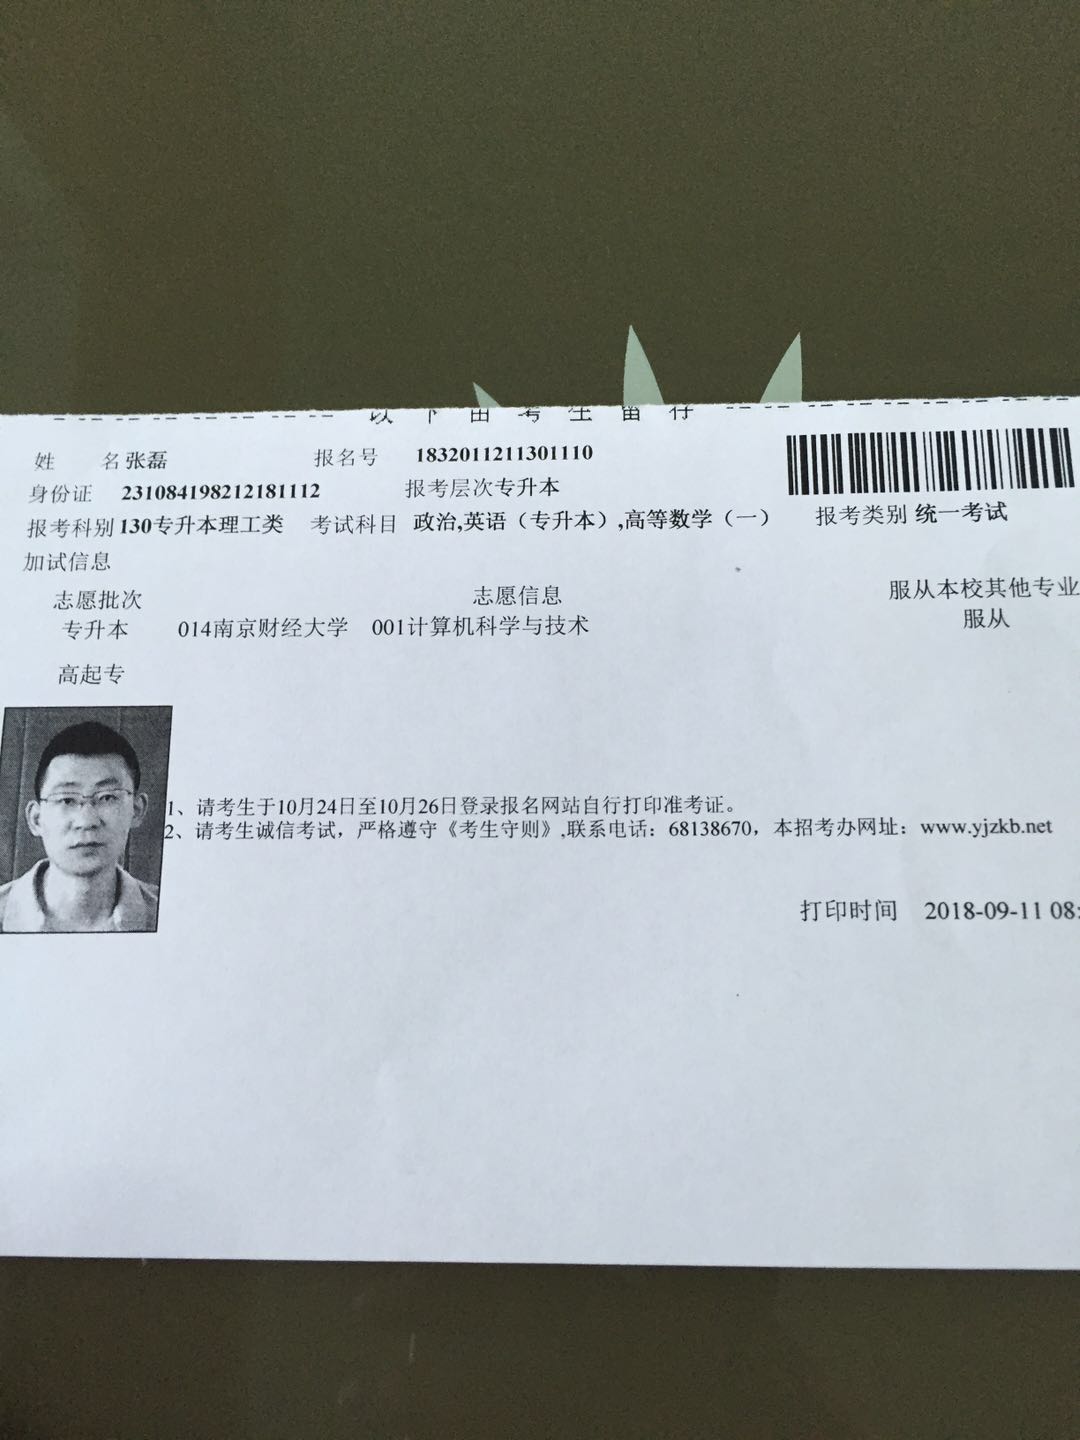 以下由考生留存
姓 名 张磊 报名号 1832011211301110
身份证 231084198212181112 报考层次 专升本
报考科别 130专升本理工类 考试科目 政治,英语（专升本）,高等数学（一） 报考类别 统一考试
加试信息
志愿批次 志愿信息 服从本校其他专业
专升本 014南京财经大学 001计算机科学与技术 服从
高起专
1、请考生于10月24日至10月26日登录报名网站自行打印准考证。
2、请考生诚信考试，严格遵守《考生守则》,联系电话：68138670，本招考办网址：www.yjzkb.net
打印时间 2018-09-11 08: